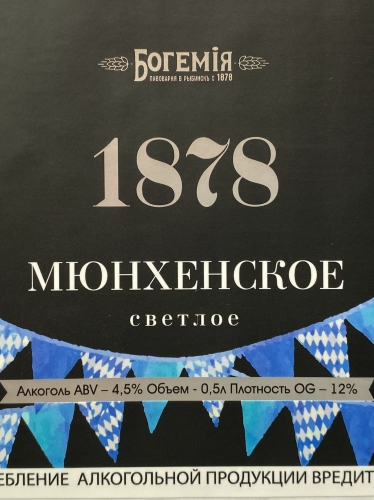 БОГЕМIЯ
ПИВОВАРНЯ В РЫБИНСКѢ С 1878
1878
МЮНХЕНСКОЕ
светлое
Алкоголь ABV – 4,5% Объем - 0,5л Плотность OG – 12%
ЕБЛЕНИЕ АЛКОГОЛЬНОЙ ПРОДУКЦИИ ВРЕДИТ